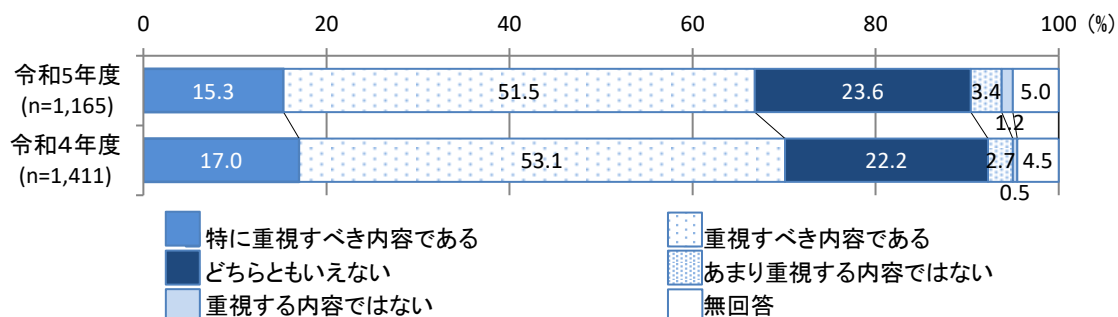 0 20 40 60 80 100 (%)
令和5年度 15.3 51.5 23.6 3.4 1.2 5.0
(n=1,165)
令和4年度 17.0 53.1 22.2 2.7 0.5 4.5
(n=1,411)
特に重視すべき内容である 重視すべき内容である
どちらともいえない あまり重視する内容ではない
重視する内容ではない 無回答